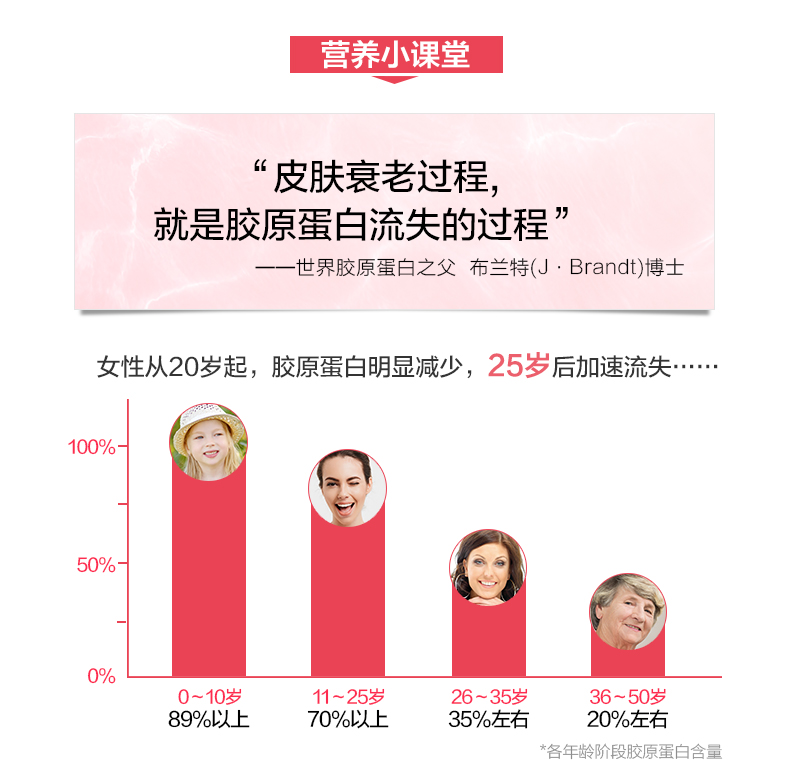 营养小课堂
“皮肤衰老过程，
就是胶原蛋白流失的过程”
——世界胶原蛋白之父 布兰特(J · Brandt)博士
女性从20岁起，胶原蛋白明显减少，25岁后加速流失……
100%
50%
0%
0~10岁 11~25岁 26~35岁 36~50岁
89%以上 70%以上 35%左右 20%左右
*各年龄阶段胶原蛋白含量